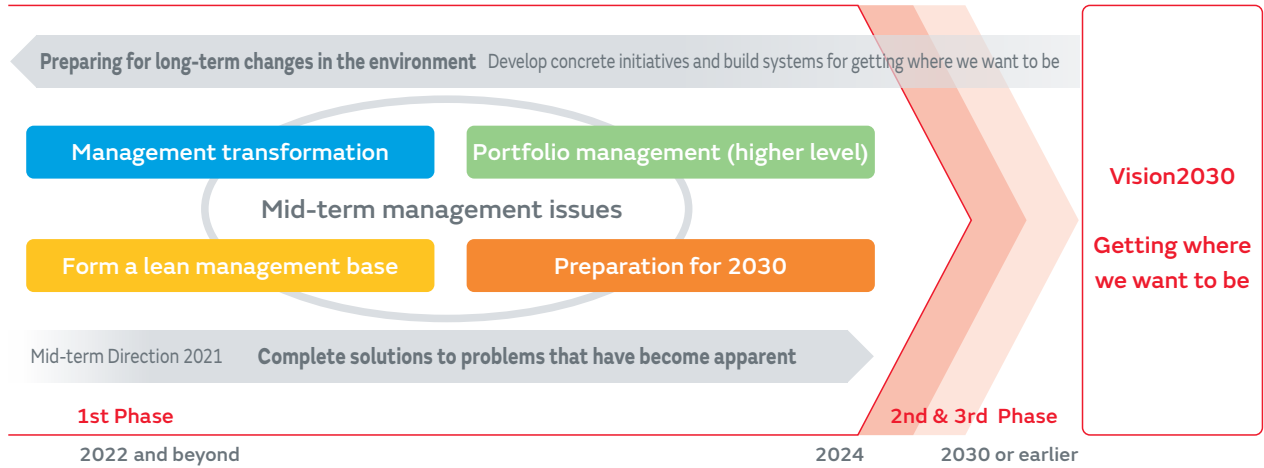 Preparing for long-term changes in the environment Develop concrete initiatives and build systems for getting where we want to be
Management transformation
Portfolio management (higher level)
Mid-term management issues
Form a lean management base
Preparation for 2030
Mid-term Direction 2021 Complete solutions to problems that have become apparent
1st Phase
2nd & 3rd Phase
2022 and beyond
2024
2030 or earlier
Vision2030
Getting where
we want to be